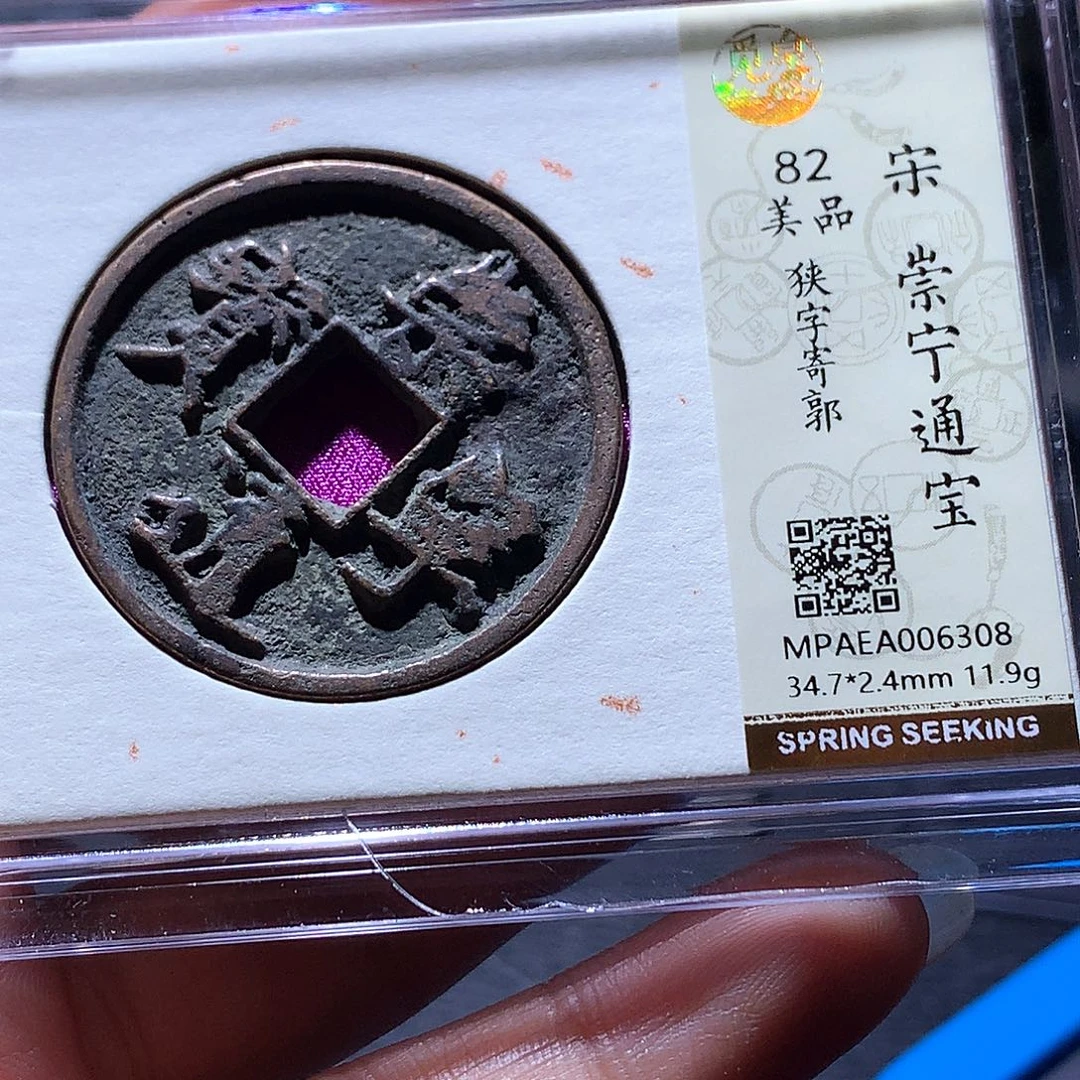 宋 崇宁通宝
82
美品
狭字寄郭
MPAEA006308
34.7*2.4mm 11.9g
SPRING SEEKING